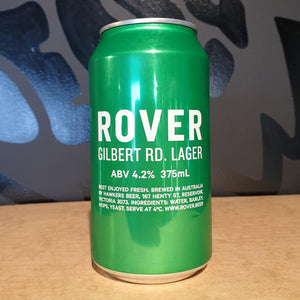 ROVER
GILBERT RD. LAGER
ABV 4.2% 375mL
BEST ENJOYED FRESH. BREWED IN AUSTRALIA
BY HAWKERS BEER, 167 HENTY ST, RESERVOIR,
VICTORIA 3073. INGREDIENTS: WATER, BARLEY,
HOPS, YEAST. SERVE AT 4°C. WWW.ROVER.BEER